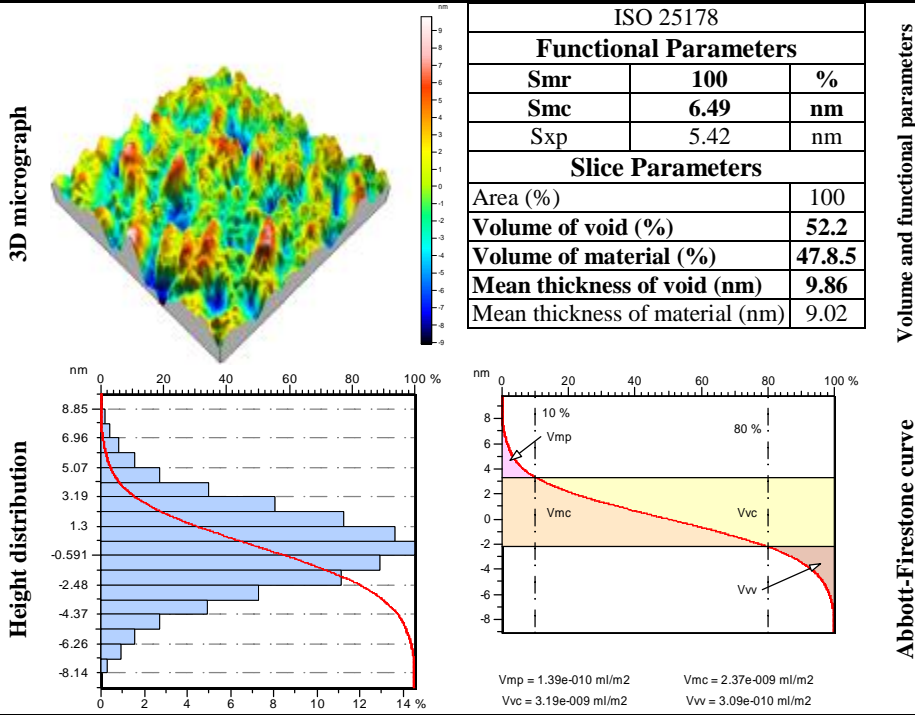 3D micrograph
nm
9
8
7
6
5
4
3
2
1
0
-1
-2
-3
-4
-5
-6
-7
-8
-9
ISO 25178
Functional Parameters
Smr 100 %
Smc 6.49 nm
Sxp 5.42 nm
Slice Parameters
Area (%) 100
Volume of void (%) 52.2
Volume of material (%) 47.8.5
Mean thickness of void (nm) 9.86
Mean thickness of material (nm) 9.02
Volume and functional parameters
Height distribution
nm
0 20 40 60 80 100 %
8.85
6.96
5.07
3.19
1.3
-0.591
-2.48
-4.37
-6.26
-8.14
0 2 4 6 8 10 12 14 %
nm
0 20 40 60 80 100 %
10 %
80 %
8
6
4
2
0
-2
-4
-6
-8
Vmp
Vmc
Vvc
Vvv
Vmp = 1.39e-010 ml/m2 Vmc = 2.37e-009 ml/m2
Vvc = 3.19e-009 ml/m2 Vvv = 3.09e-010 ml/m2
Abbott-Firestone curve